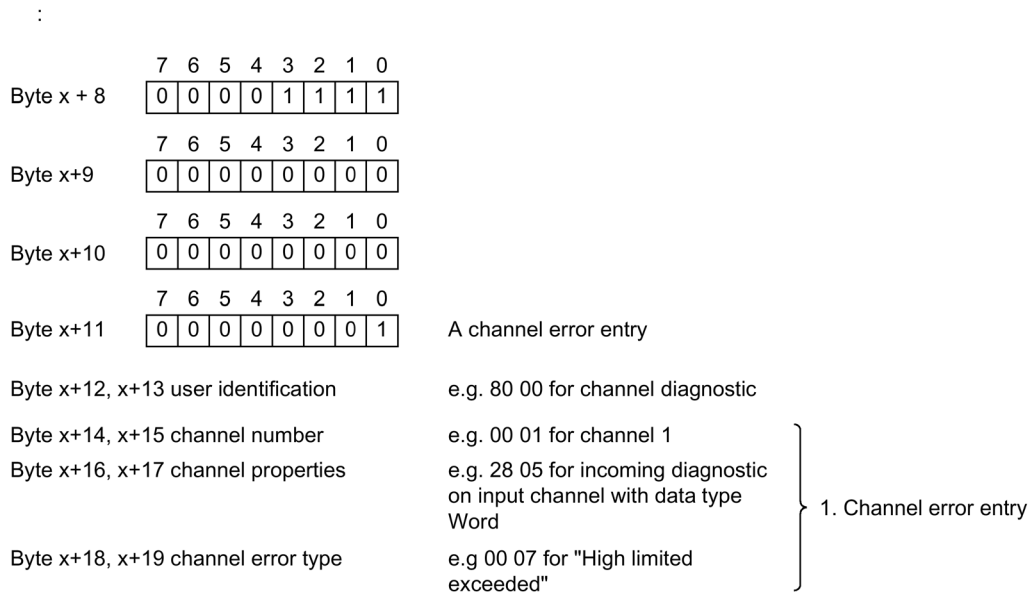 :
7 6 5 4 3 2 1 0
Byte x + 8 0 0 0 0 1 1 1 1
7 6 5 4 3 2 1 0
Byte x+9 0 0 0 0 0 0 0 0
7 6 5 4 3 2 1 0
Byte x+10 0 0 0 0 0 0 0 0
7 6 5 4 3 2 1 0
Byte x+11 0 0 0 0 0 0 0 1 A channel error entry
Byte x+12, x+13 user identification e.g. 80 00 for channel diagnostic
Byte x+14, x+15 channel number e.g. 00 01 for channel 1
Byte x+16, x+17 channel properties e.g. 28 05 for incoming diagnostic
on input channel with data type
Word
1. Channel error entry
Byte x+18, x+19 channel error type e.g 00 07 for "High limited
exceeded"